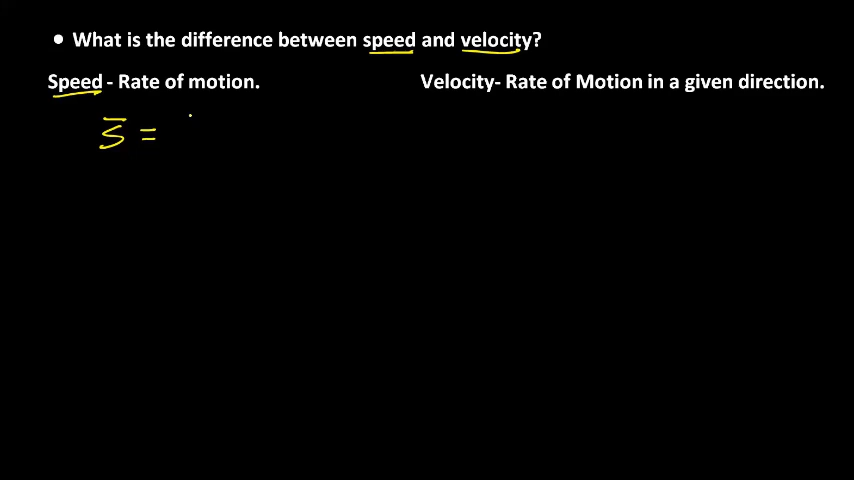 • What is the difference between speed and velocity?
Speed - Rate of motion.
Velocity- Rate of Motion in a given direction.
s̅ =